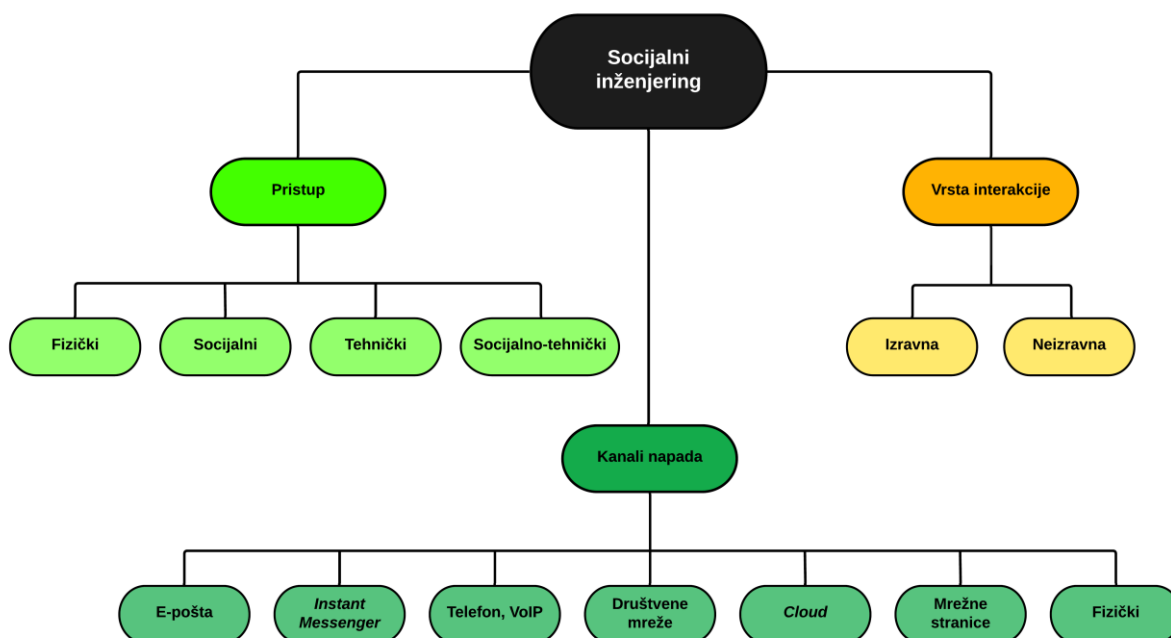 Socijalni
inženjering
Pristup
Vrsta interakcije
Fizički
Socijalni
Tehnički
Socijalno-tehnički
Izravna
Neizravna
Kanali napada
E-pošta
Instant
Messenger
Telefon, VoIP
Društvene
mreže
Cloud
Mrežne
stranice
Fizički